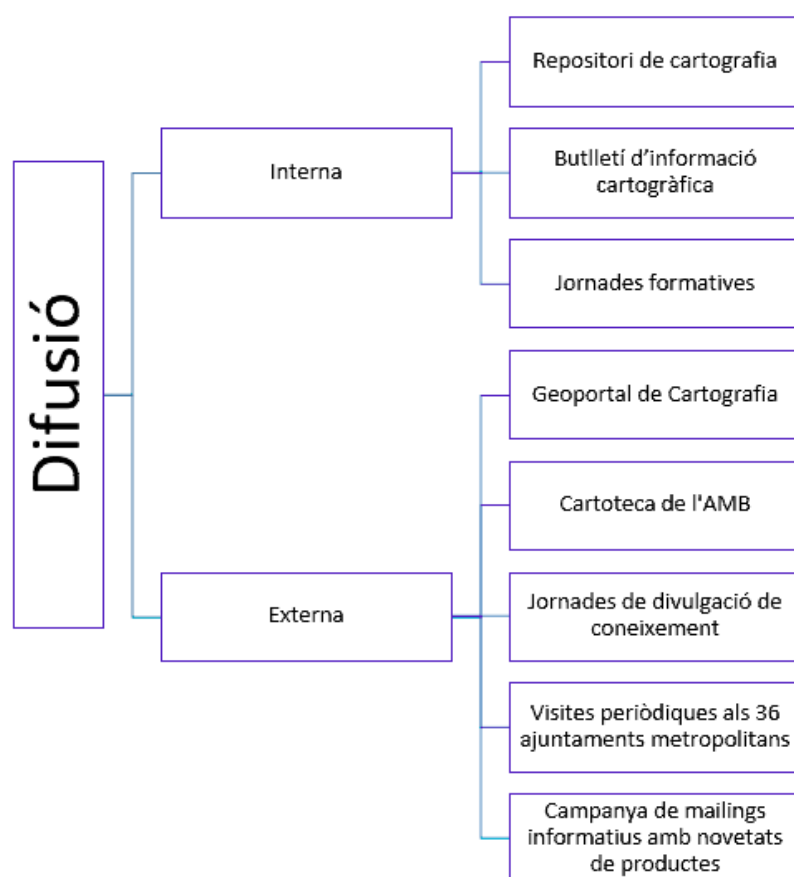 Difusió
Interna
Repositori de cartografia
Butlletí d’informació
cartogràfica
Jornades formatives
Externa
Geoportal de Cartografia
Cartoteca de l'AMB
Jornades de divulgació de
coneixement
Visites periòdiques als 36
ajuntaments metropolitans
Campanya de mailings
informatius amb novetats
de productes